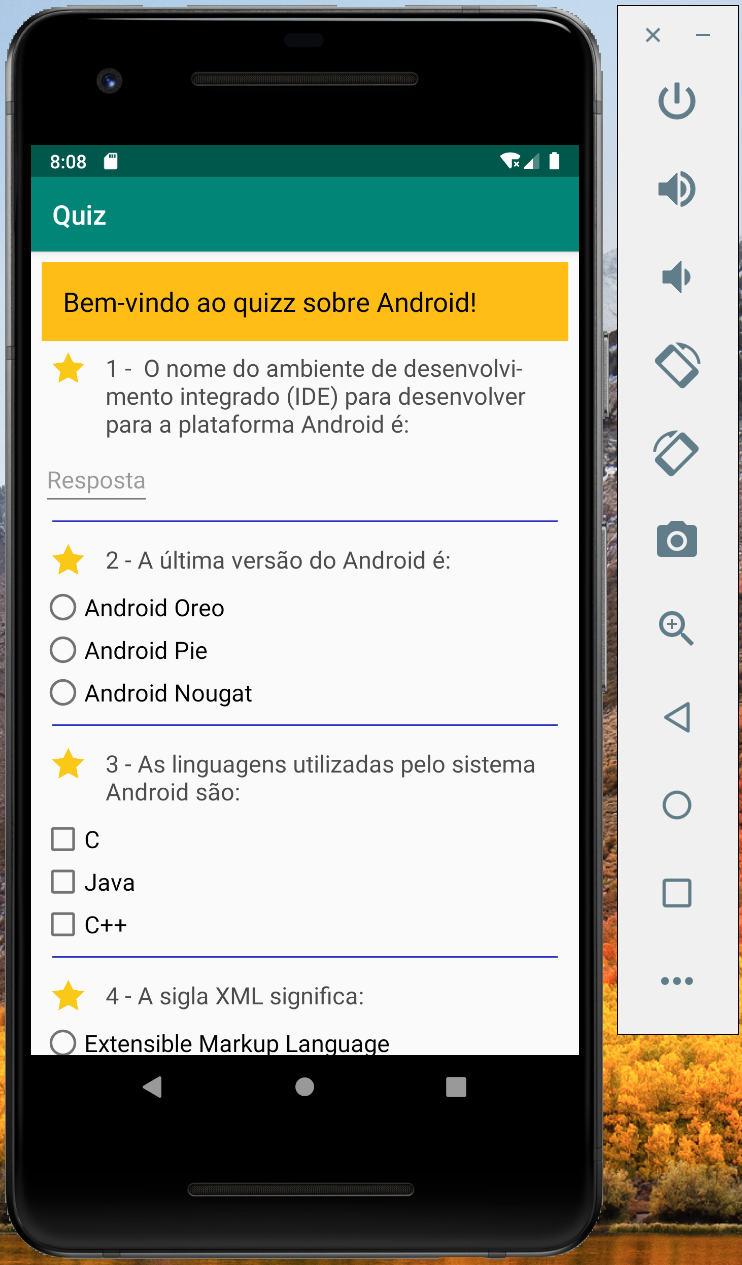 8:08
Quiz
Bem-vindo ao quizz sobre Android!
1 -  O nome do ambiente de desenvolvi-
mento integrado (IDE) para desenvolver
para a plataforma Android é:
Resposta
2 - A última versão do Android é:
Android Oreo
Android Pie
Android Nougat
3 - As linguagens utilizadas pelo sistema
Android são:
C
Java
C++
4 - A sigla XML significa:
Extensible Markup Language